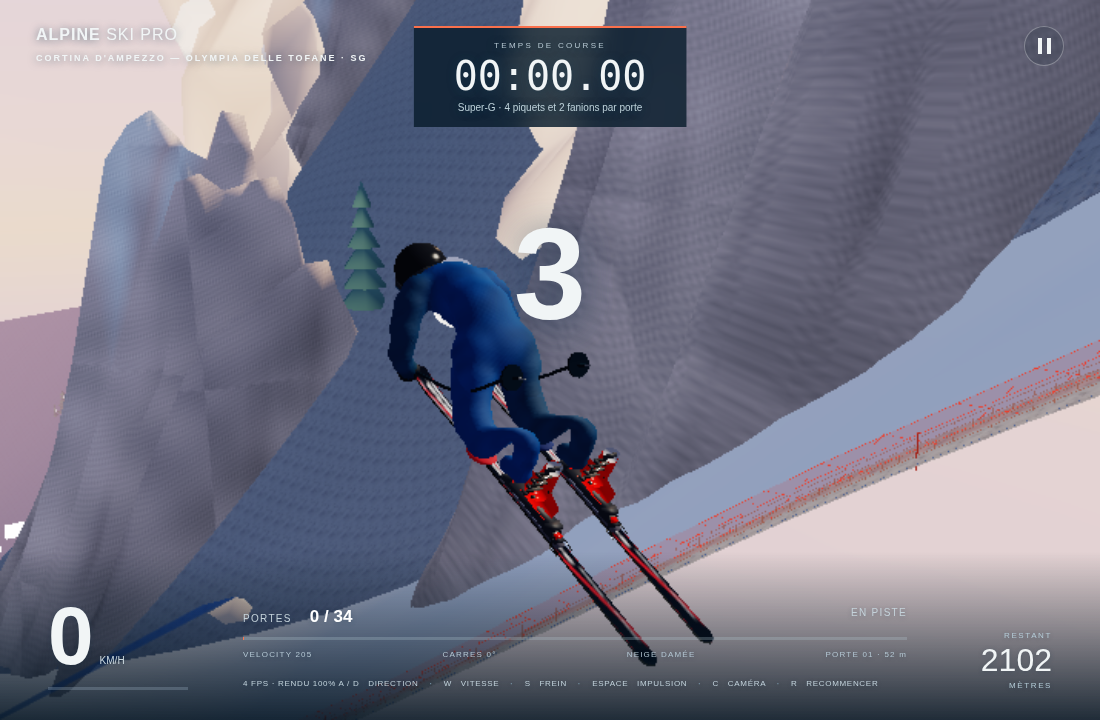 ALPINE SKI PRO
CORTINA D'AMPEZZO — OLYMPIA DELLE TOFANE · SG
TEMPS DE COURSE
00:00.00
Super-G · 4 piquets et 2 fanions par porte
3
0 KM/H
PORTES 0 / 34
EN PISTE
VELOCITY 205 CARRES 0° NEIGE DAMÉE PORTE 01 · 52 m
4 FPS · RENDU 100% A / D DIRECTION · W VITESSE · S FREIN · ESPACE IMPULSION · C CAMÉRA · R RECOMMENCER
RESTANT
2102
MÈTRES